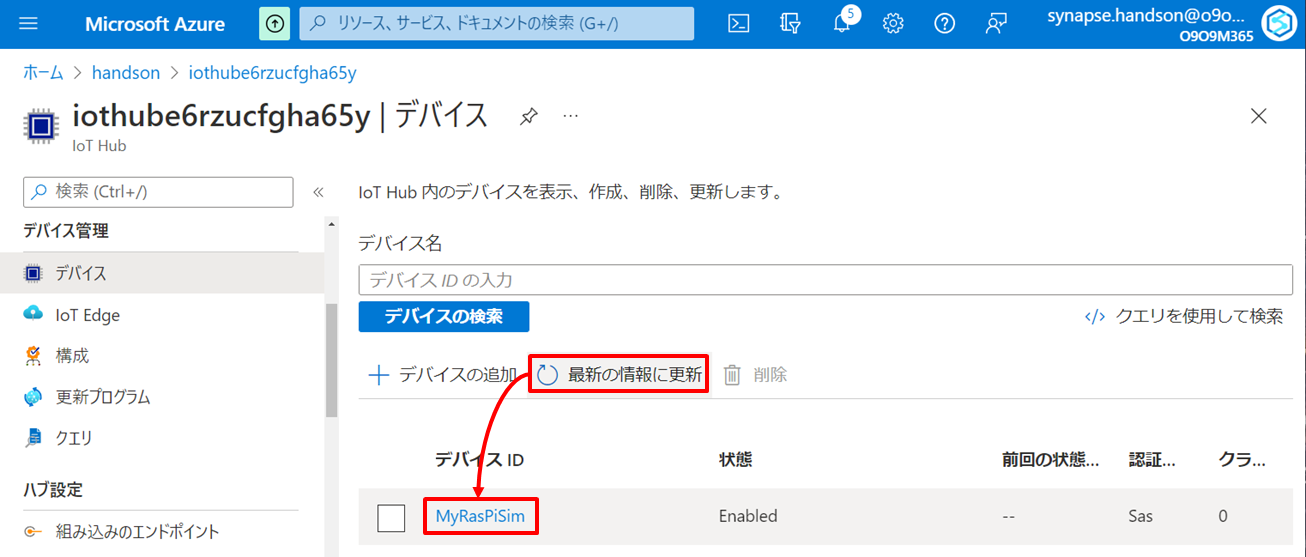 Microsoft Azure
リソース、サービス、ドキュメントの検索 (G+/)
5
synapse.handson@o9o...
O9O9M365
ホーム > handson > iothube6rzucfgha65y
iothube6rzucfgha65y | デバイス
IoT Hub
検索 (Ctrl+/)
«
デバイス管理
デバイス
IoT Edge
構成
更新プログラム
クエリ
ハブ設定
組み込みのエンドポイント
IoT Hub 内のデバイスを表示、作成、削除、更新します。
デバイス名
デバイス ID の入力
デバイスの検索
</> クエリを使用して検索
デバイスの追加 最新の情報に更新 削除
デバイス ID 状態 前回の状態... 認証... クラ...
MyRasPiSim Enabled -- Sas 0